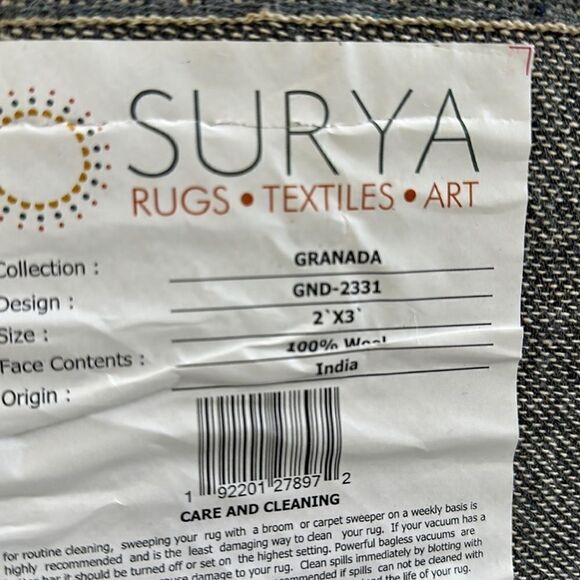 SURYA
RUGS • TEXTILES • ART
Collection : GRANADA
Design : GND-2331
Size : 2`X3`
Face Contents : 100% Wool
Origin : India
1 92201 27897 2
CARE AND CLEANING
for routine cleaning, sweeping your rug with a broom or carpet sweeper on a weekly basis is
highly recommended and is the least damaging way to clean your rug. If your vacuum has a
bar it should be turned off or set on the highest setting. Powerful bagless vacuums are
damage to your rug. Clean spills immediately by blotting with
recommended if spills can not be cleaned with
the life of your rug.